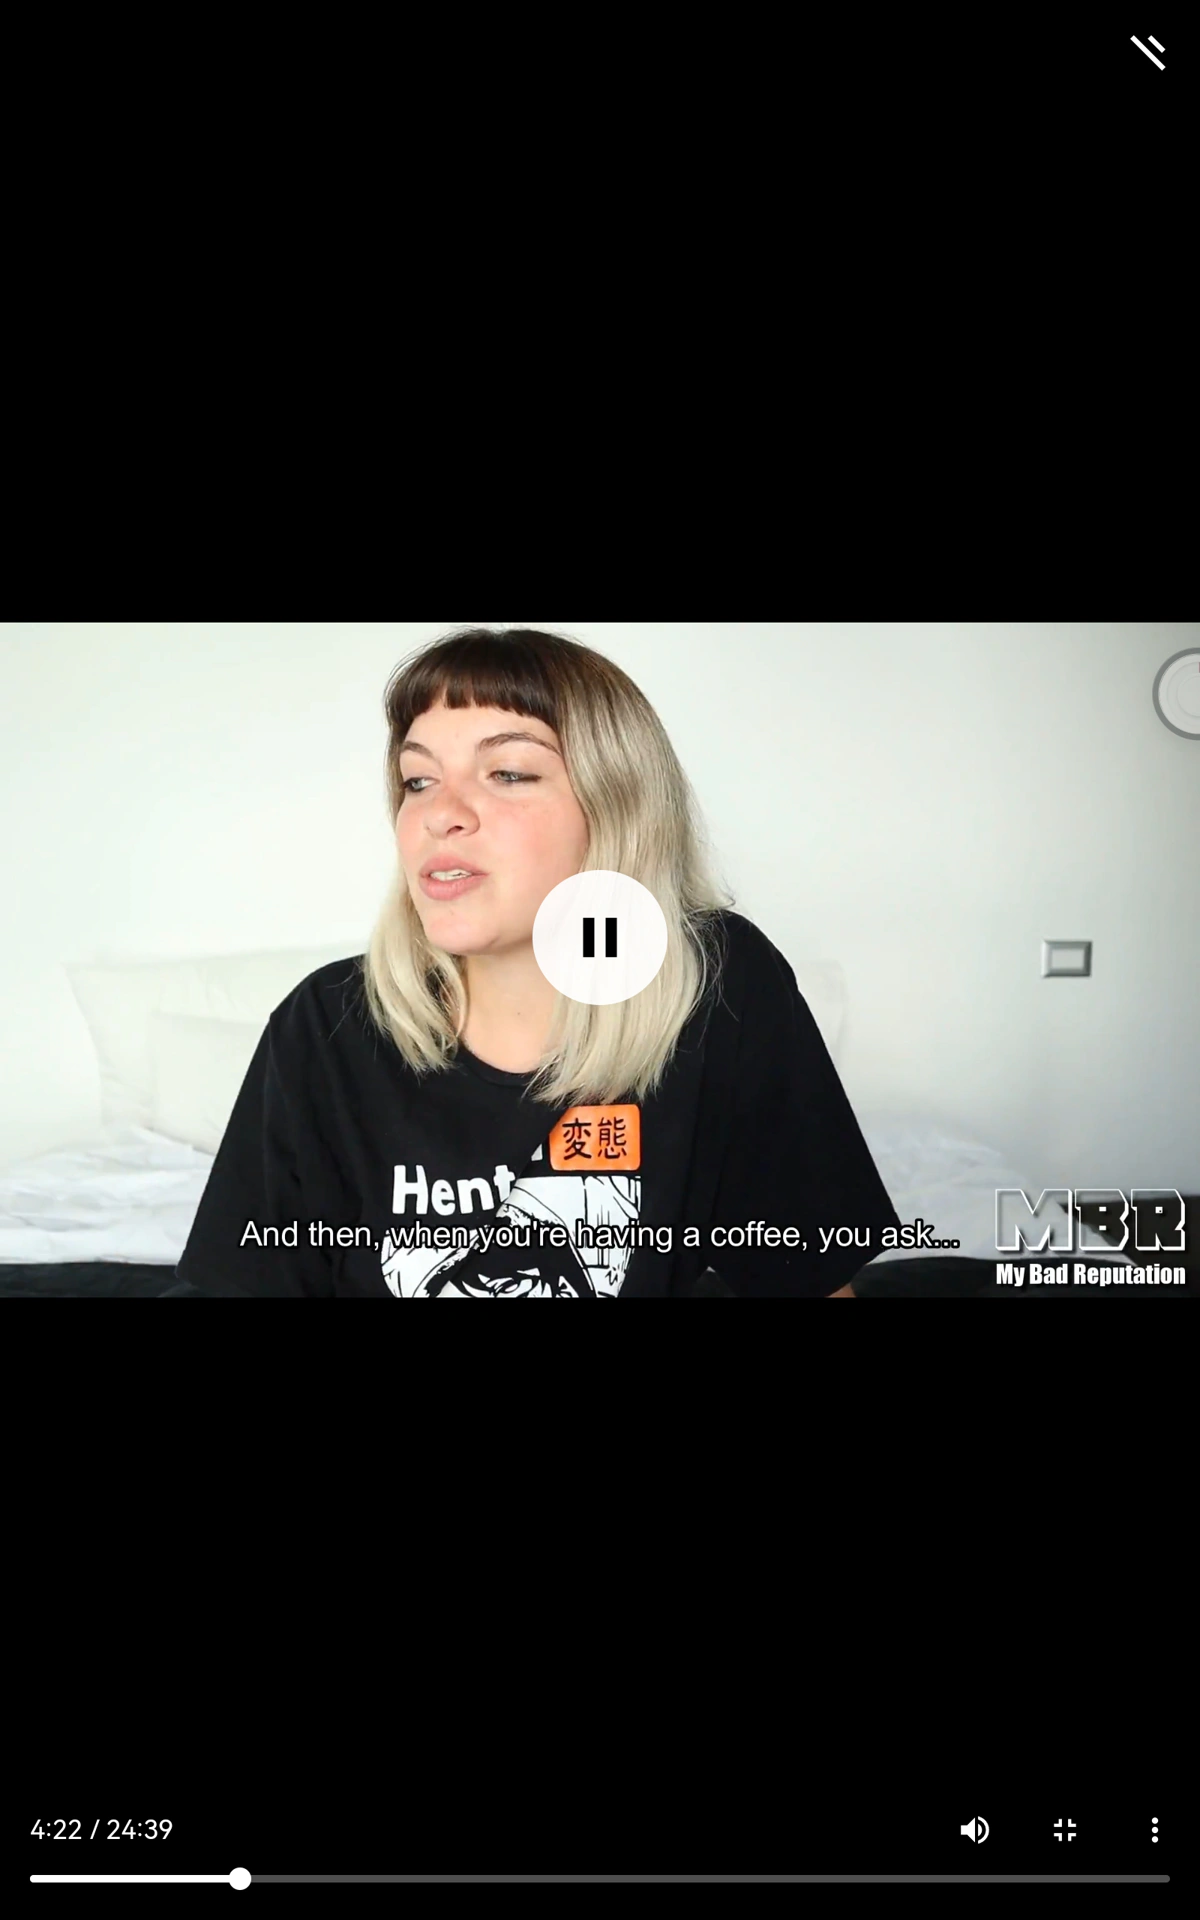 変態
Hent
And then, when you're having a coffee, you ask...
MBR
My Bad Reputation
4:22 / 24:39